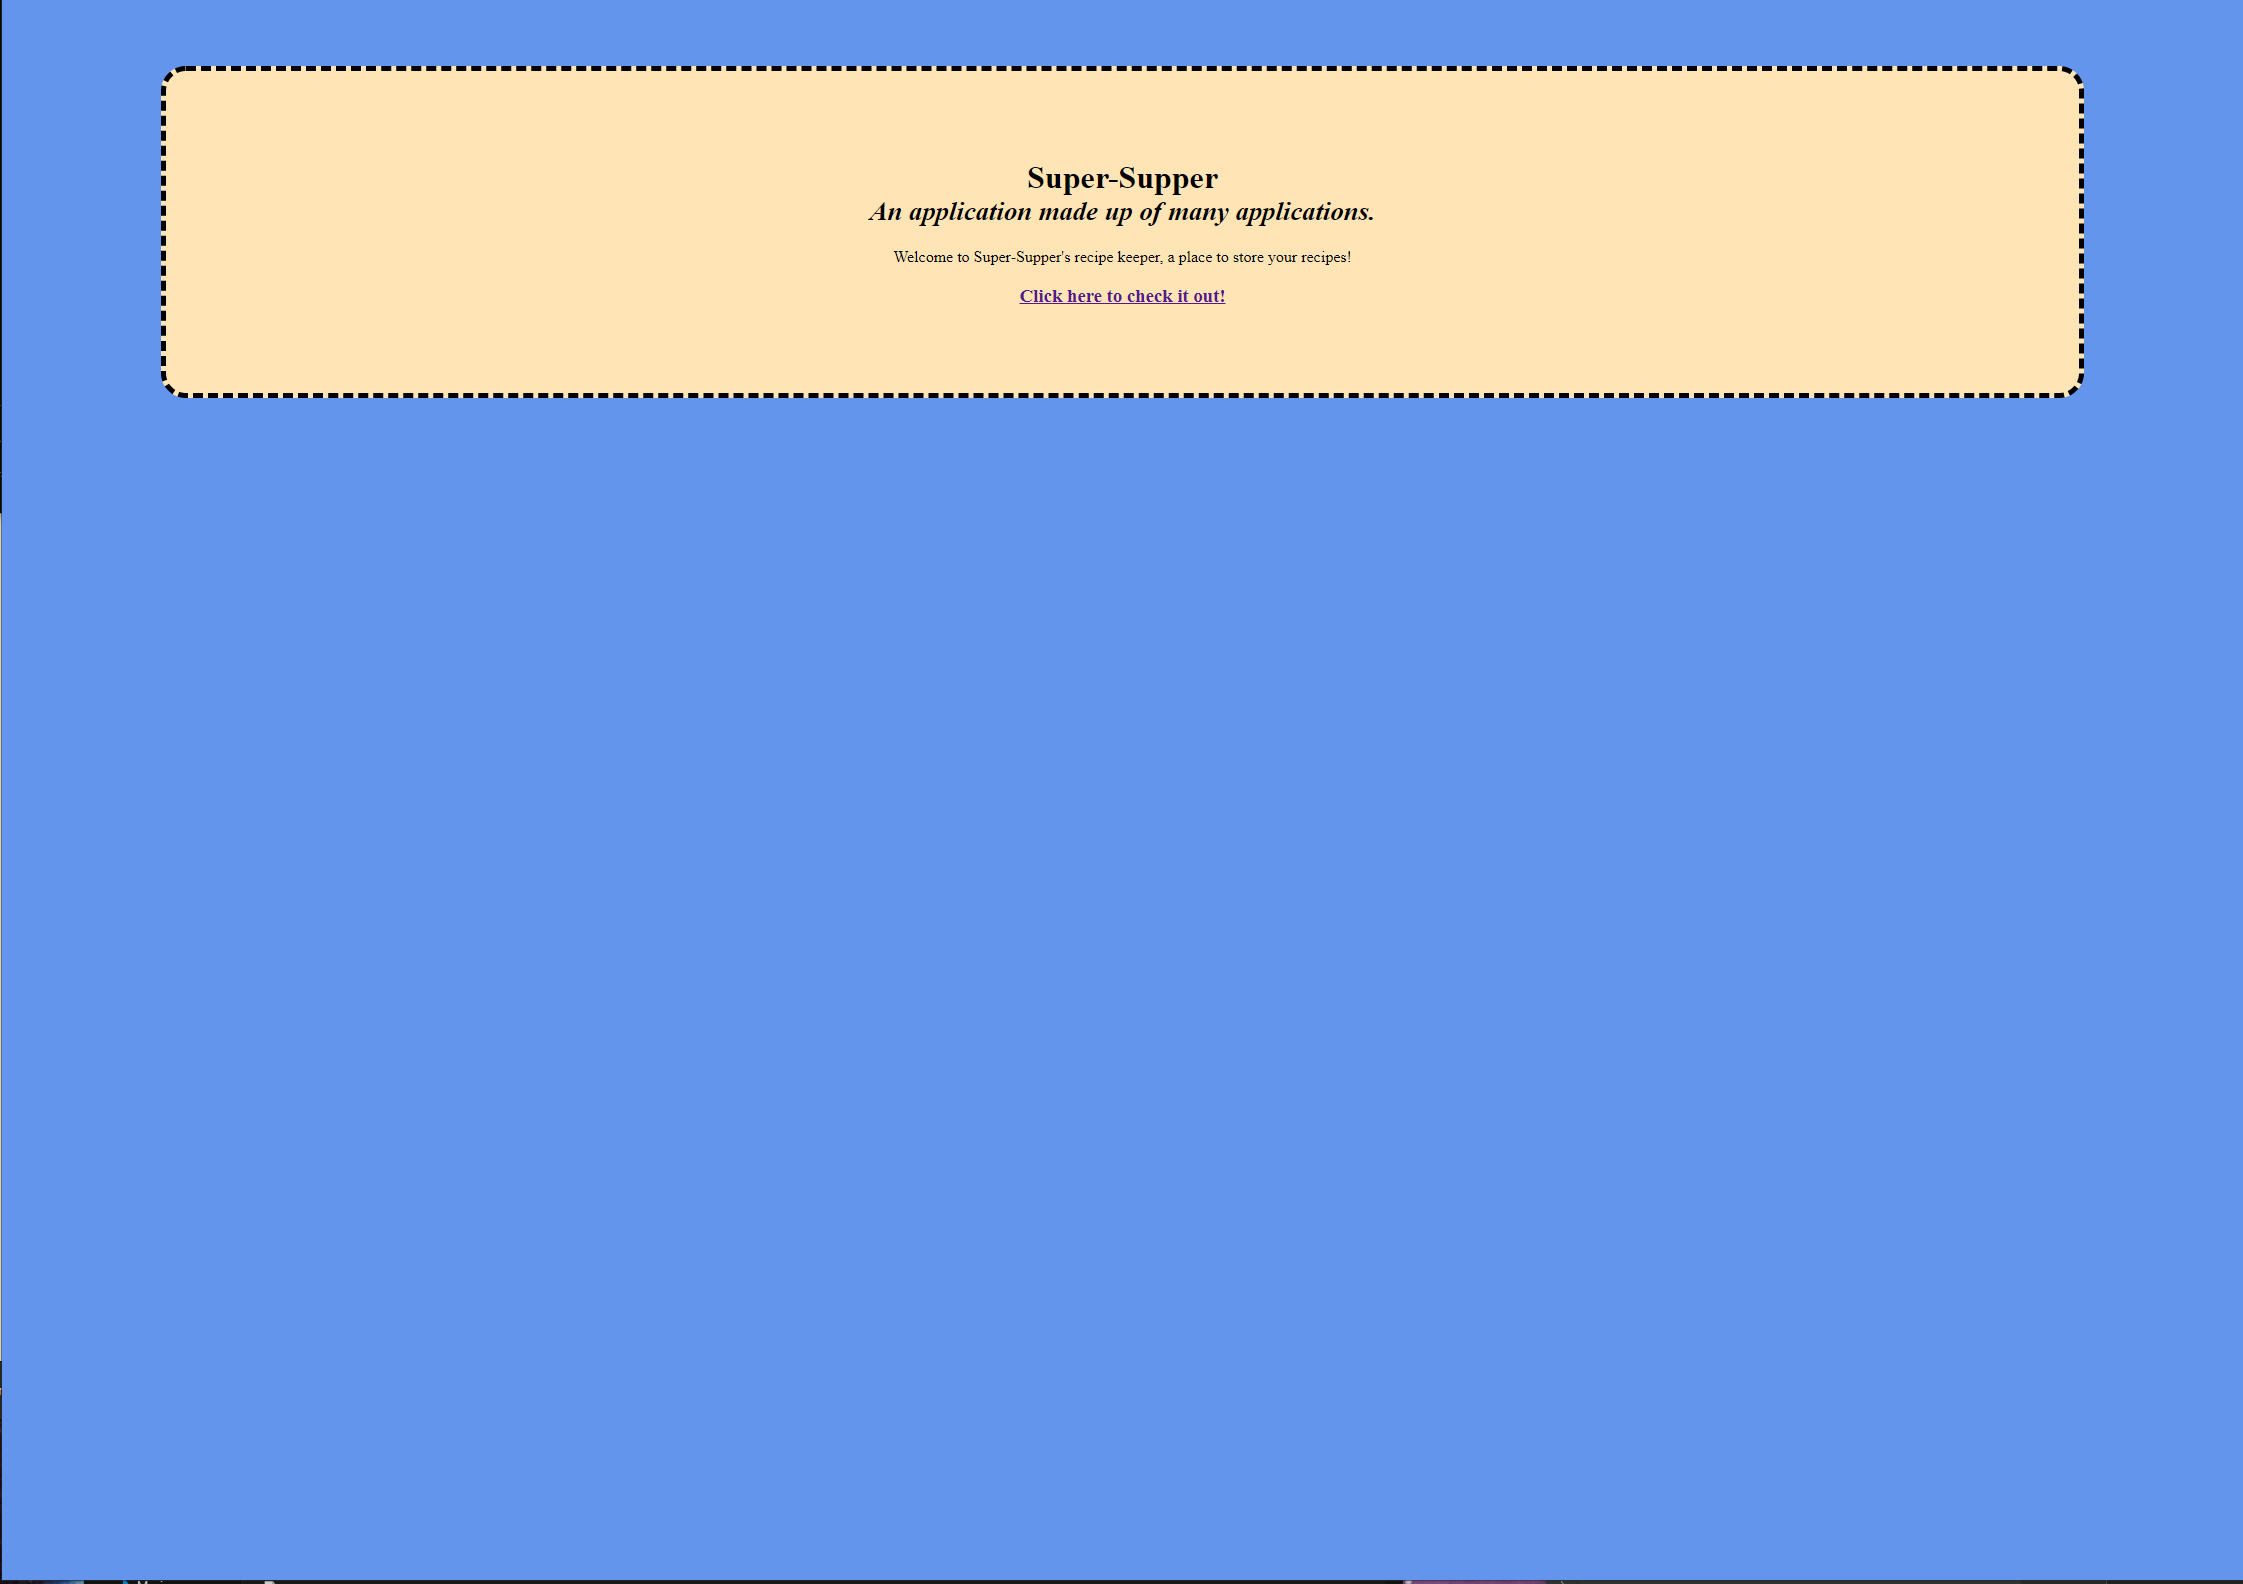 Super-Supper
An application made up of many applications.
Welcome to Super-Supper's recipe keeper, a place to store your recipes!
Click here to check it out!